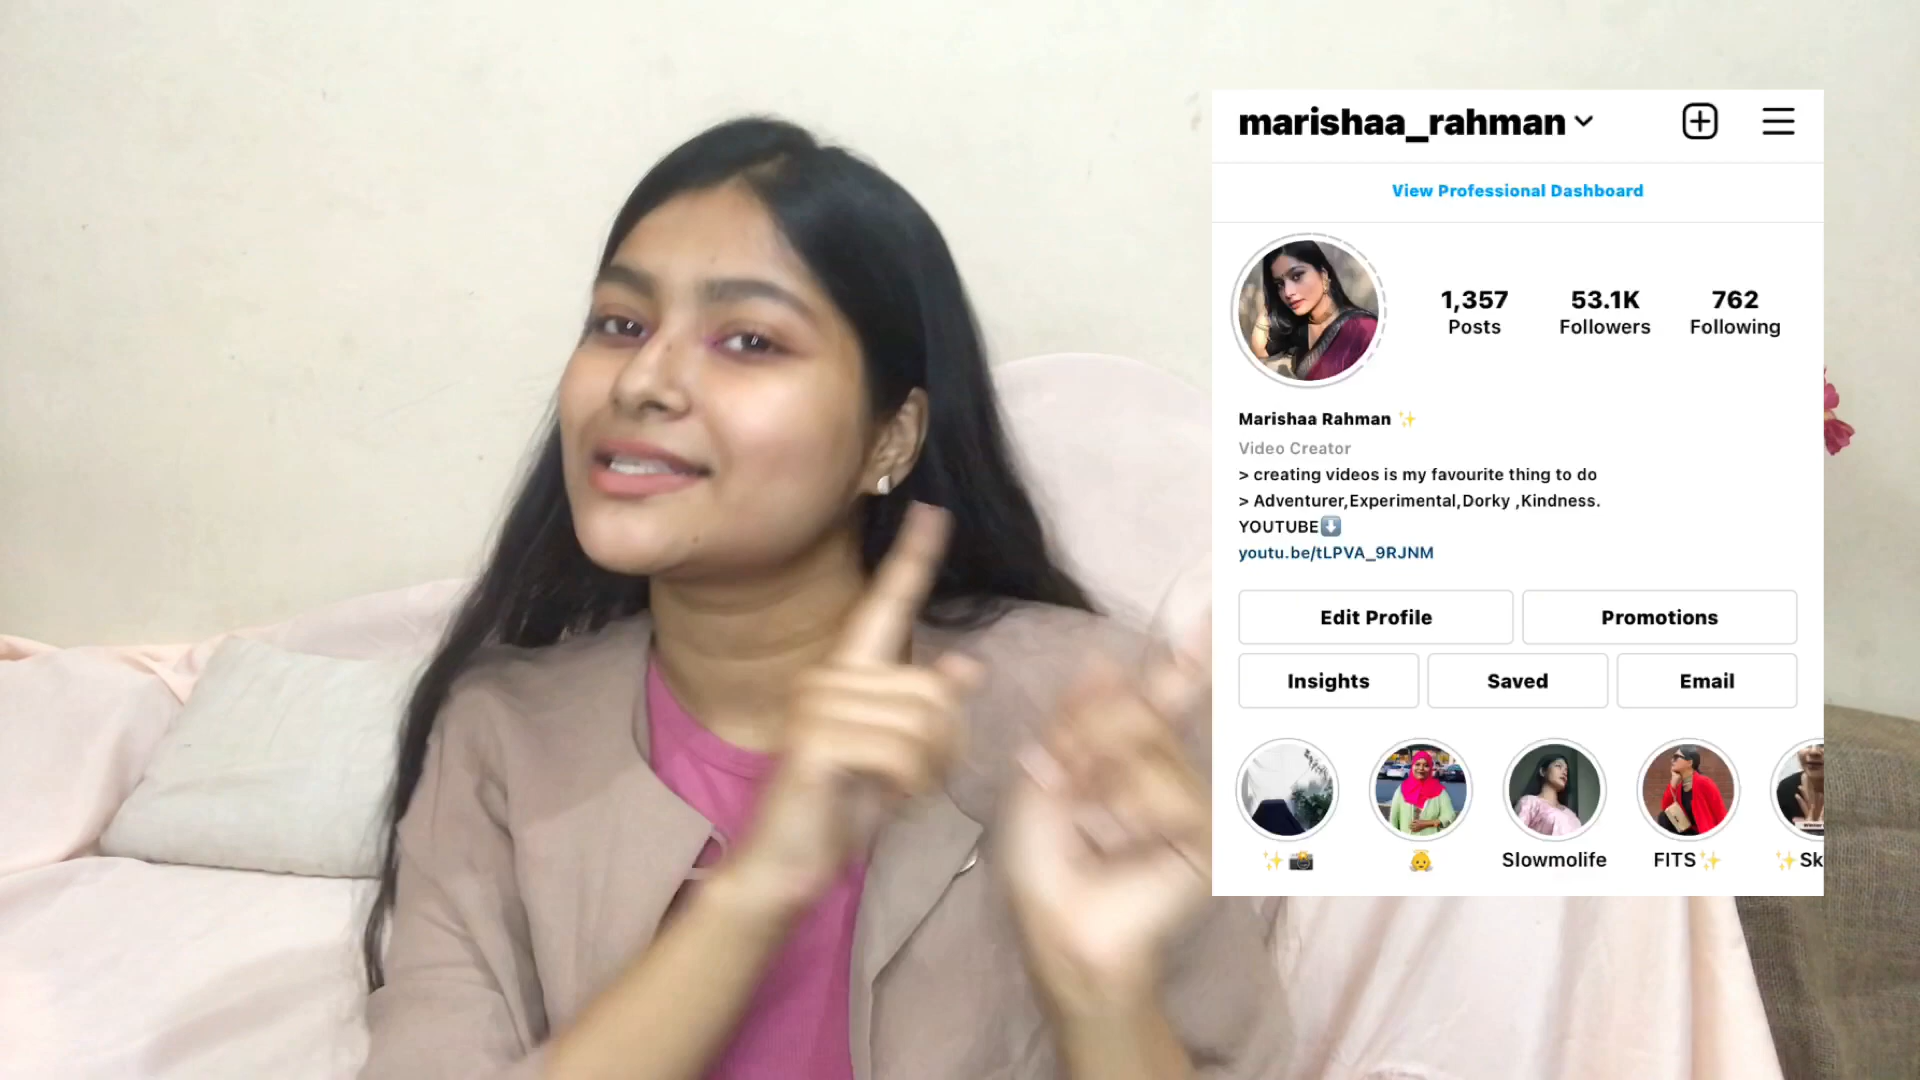 marishaa_rahman
View Professional Dashboard
1,357 53.1K 762
Posts Followers Following
Marishaa Rahman ✨
Video Creator
> creating videos is my favourite thing to do
> Adventurer,Experimental,Dorky ,Kindness.
YOUTUBE⬇️
youtu.be/tLPVA_9RJNM
Edit Profile Promotions
Insights Saved Email
✨📸 👼 Slowmolife FITS✨ ✨Sk